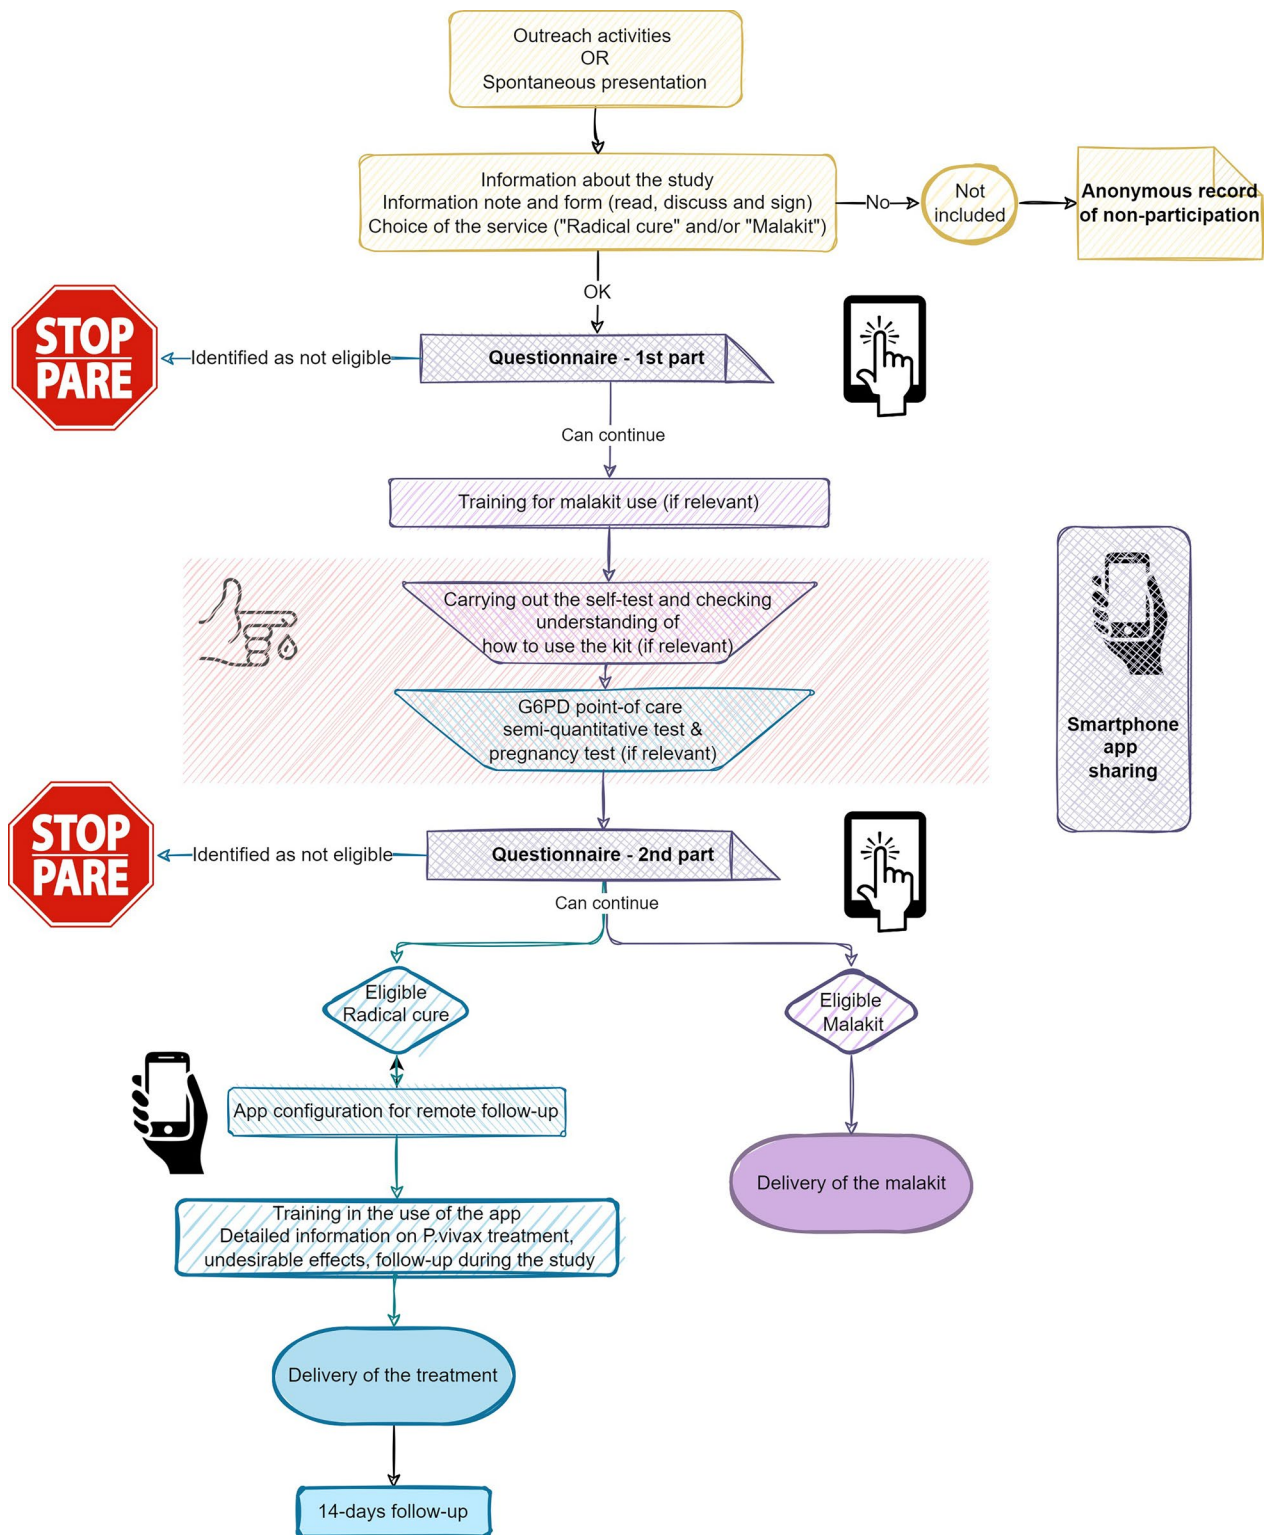 Outreach activities
OR
Spontaneous presentation
Information about the study
Information note and form (read, discuss and sign)
Choice of the service ("Radical cure" and/or "Malakit")
No
Not
included
Anonymous record
of non-participation
OK
STOP
PARE
Identified as not eligible
Questionnaire - 1st part
Can continue
Training for malakit use (if relevant)
Carrying out the self-test and checking
understanding of
how to use the kit (if relevant)
G6PD point-of care
semi-quantitative test &
pregnancy test (if relevant)
Smartphone
app
sharing
STOP
PARE
Identified as not eligible
Questionnaire - 2nd part
Can continue
Eligible
Radical cure
Eligible
Malakit
App configuration for remote follow-up
Delivery of the malakit
Training in the use of the app
Detailed information on P.vivax treatment,
undesirable effects, follow-up during the study
Delivery of the treatment
14-days follow-up